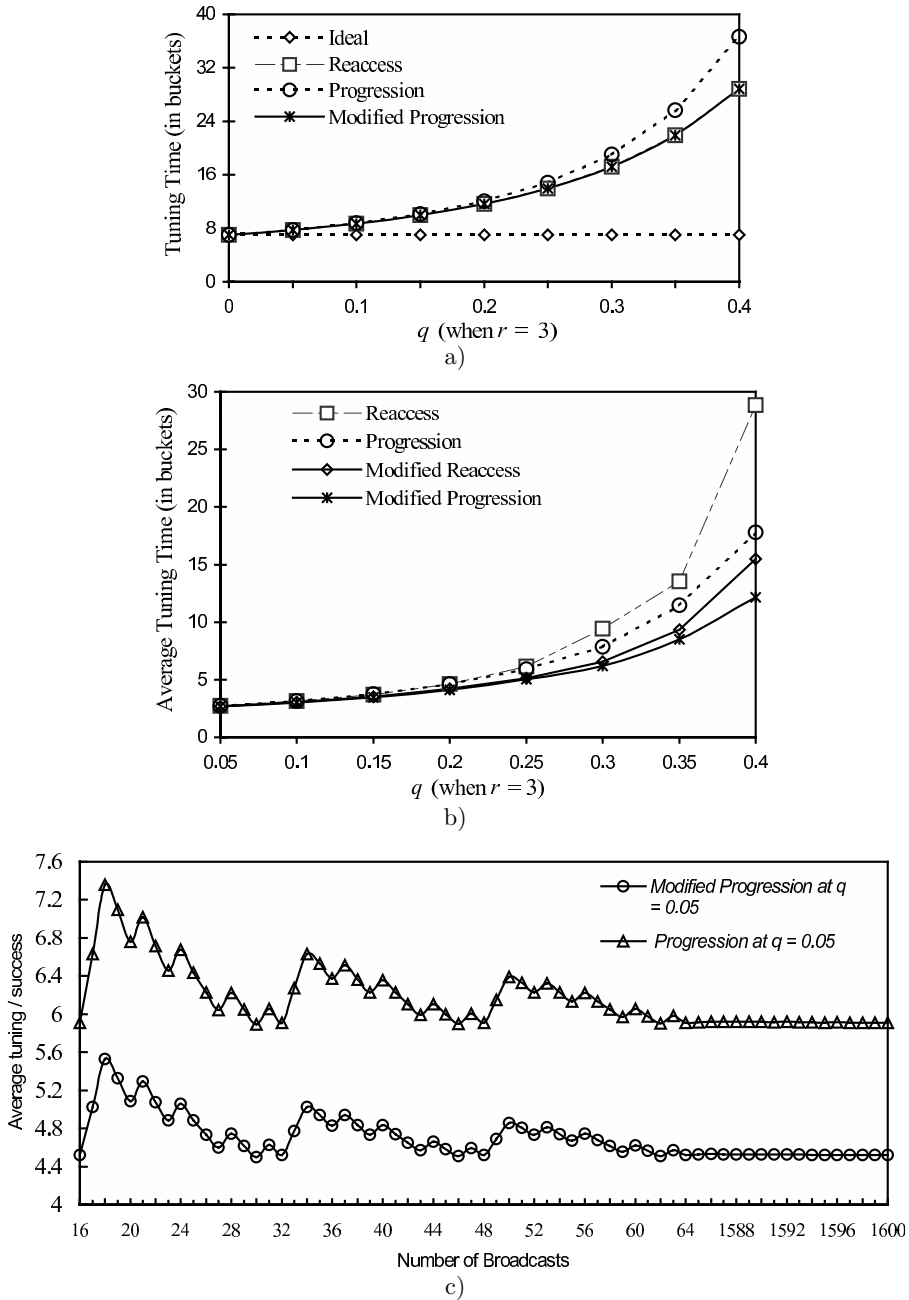 40
32
24
16
8
0
Tuning Time (in buckets)
Ideal
Reaccess
Progression
Modified Progression
0 0.1 0.2 0.3 0.4
q (when r = 3)
a)
30
25
20
15
10
5
0
Average Tuning Time (in buckets)
Reaccess
Progression
Modified Reaccess
Modified Progression
0.05 0.1 0.15 0.2 0.25 0.3 0.35 0.4
q (when r = 3)
b)
7.6
7.2
6.8
6.4
6
5.6
5.2
4.8
4.4
4
Average tuning / success
Modified Progression at q
= 0.05
Progression at q = 0.05
16 20 24 28 32 36 40 44 48 52 56 60 64 1588 1592 1596 1600
Number of Broadcasts
c)